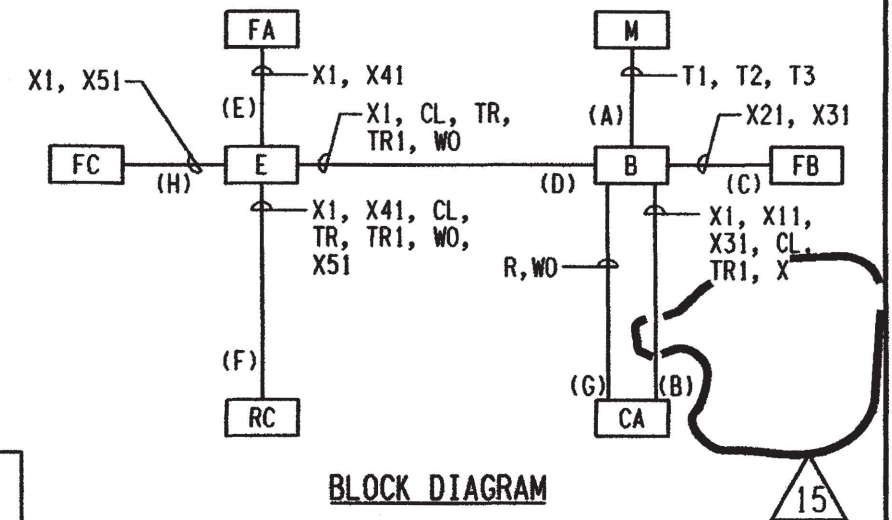 FA
M
X1, X51
X1, X41
T1, T2, T3
(E)
X1, CL, TR,
TR1, WO
(A)
X21, X31
FC
E
B
FB
(H)
(D)
(C)
X1, X41, CL,
TR, TR1, WO,
X51
X1, X11,
X31, CL,
TR1, X
R,WO
(F)
(G)
(B)
RC
CA
BLOCK DIAGRAM
15